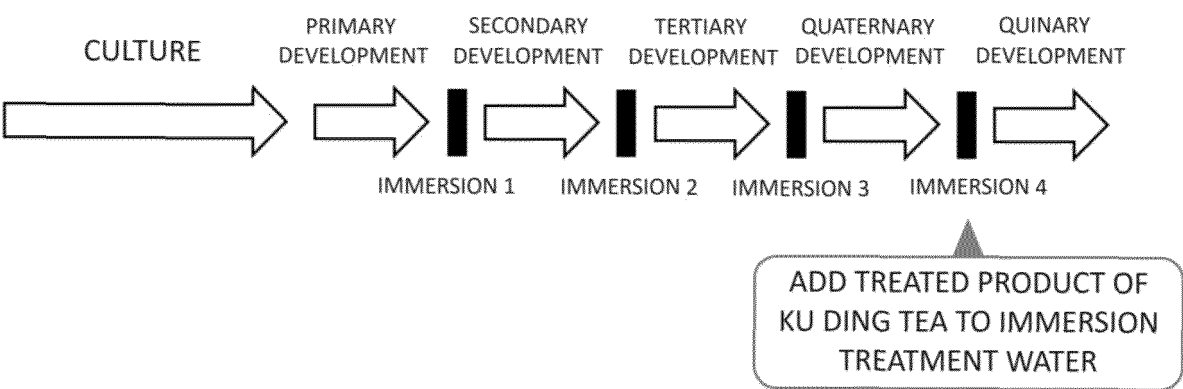 CULTURE
PRIMARY
DEVELOPMENT
SECONDARY
DEVELOPMENT
TERTIARY
DEVELOPMENT
QUATERNARY
DEVELOPMENT
QUINARY
DEVELOPMENT
IMMERSION 1
IMMERSION 2
IMMERSION 3
IMMERSION 4
ADD TREATED PRODUCT OF
KU DING TEA TO IMMERSION
TREATMENT WATER